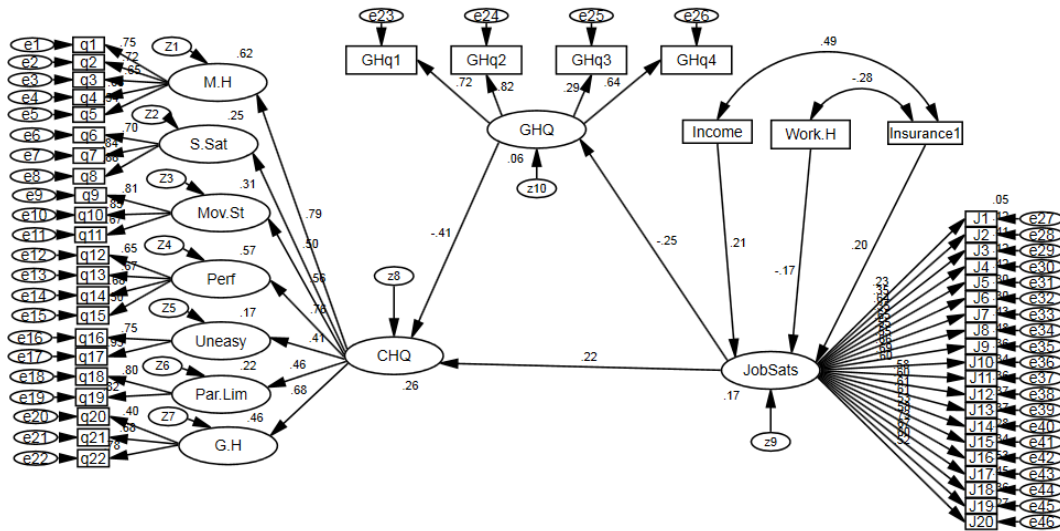 e23 e24 e25 e26
GHq1 GHq2 GHq3 GHq4
.72 .82 .29 .64
GHQ
.06
z10
.49
-.28
Income Work.H Insurance1
.21 -.17 .20
-.41
-.25
e1 q1 .75
e2 q2 .72
e3 q3 .65
e4 q4
e5 q5
Z1 .62
M.H
e6 q6 .70
e7 q7
e8 q8
Z2 .25
S.Sat
e9 q9 .81
e10 q10
e11 q11
Z3 .31
Mov.St
e12 q12 .65
e13 q13 .67
e14 q14
e15 q15
Z4 .57
Perf
e16 q16 .75
e17 q17
Z5 .17
Uneasy
e18 q18 .80
e19 q19
Z6 .22
Par.Lim
e20 q20 .40
e21 q21 .68
e22 q22
Z7 .46
G.H
.79
.50
.56
.41
.46
.68
z8
CHQ
.26
.22
JobSats
.17
z9
.05
J1 e27
J2 e28
J3 e29
J4 e30
J5 e31
J6 e32
J7 e33
J8 e34
J9 e35
J10 e36
J11 e37
J12 e38
J13 e39
J14 e40
J15 e41
J16 e42
J17 e43
J18 e44
J19 e45
J20 e46
.23
.35
.60
.58
.61
.61
.53